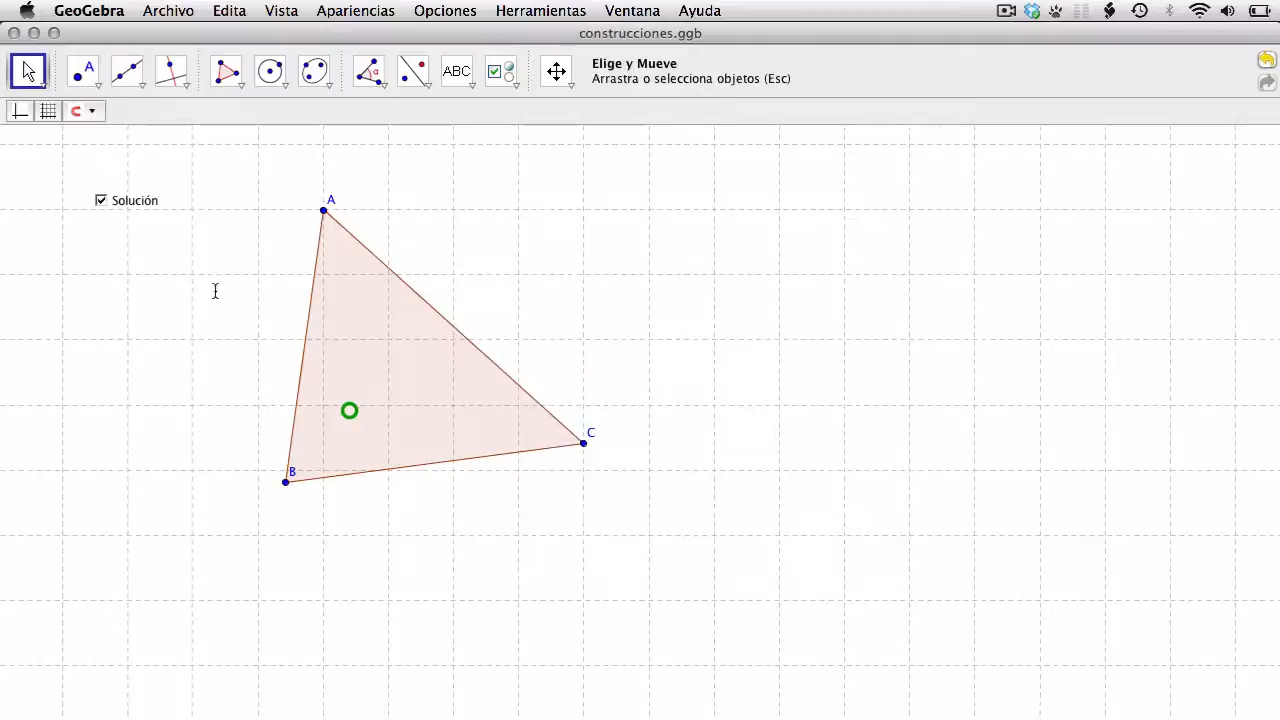 GeoGebra Archivo Edita Vista Apariencias Opciones Herramientas Ventana Ayuda
construcciones.ggb
A
α
ABC
Elige y Mueve
Arrastra o selecciona objetos (Esc)
Solución
A
C
B